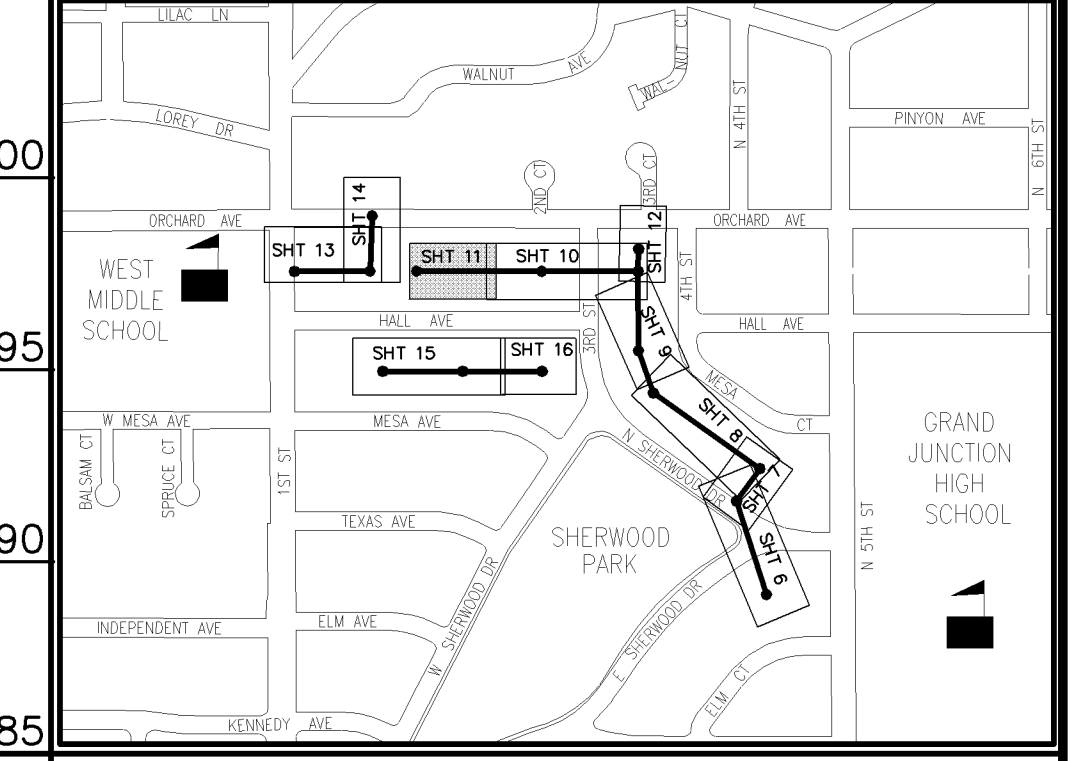 LILAC LN
WALNUT AVE
WAL-NUT CT
LOREY DR
N 4TH ST
PINYON AVE
N 6TH ST
00
2ND CT
3RD CT
ORCHARD AVE
ORCHARD AVE
SHT 14
SHT 12
SHT 13
SHT 11
SHT 10
4TH ST
WEST
MIDDLE
SCHOOL
HALL AVE
3RD ST
SHT 9
HALL AVE
95
SHT 15
SHT 16
MESA
CT
SHT 8
W MESA AVE
MESA AVE
BALSAM CT
SPRUCE CT
1ST ST
N SHERWOOD DR
SHT 7
GRAND
JUNCTION
HIGH
SCHOOL
TEXAS AVE
SHERWOOD
PARK
N 5TH ST
90
SHT 6
W SHERWOOD DR
E SHERWOOD DR
INDEPENDENT AVE
ELM AVE
ELM CT
KENNEDY AVE
85